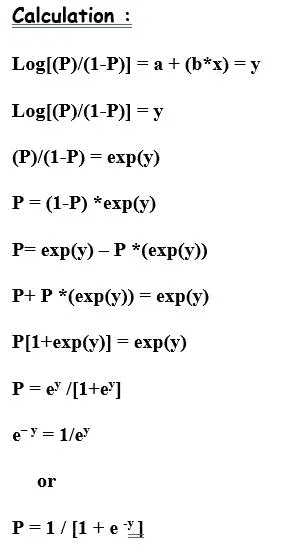 Calculation :
Log[(P)/(1-P)] = a + (b*x) = y
Log[(P)/(1-P)] = y
(P)/(1-P) = exp(y)
P = (1-P) *exp(y)
P= exp(y) – P *(exp(y))
P+ P *(exp(y)) = exp(y)
P[1+exp(y)] = exp(y)
P = eʸ /[1+eʸ]
e⁻ʸ = 1/eʸ
or
P = 1 / [1 + e ⁻ʸ]